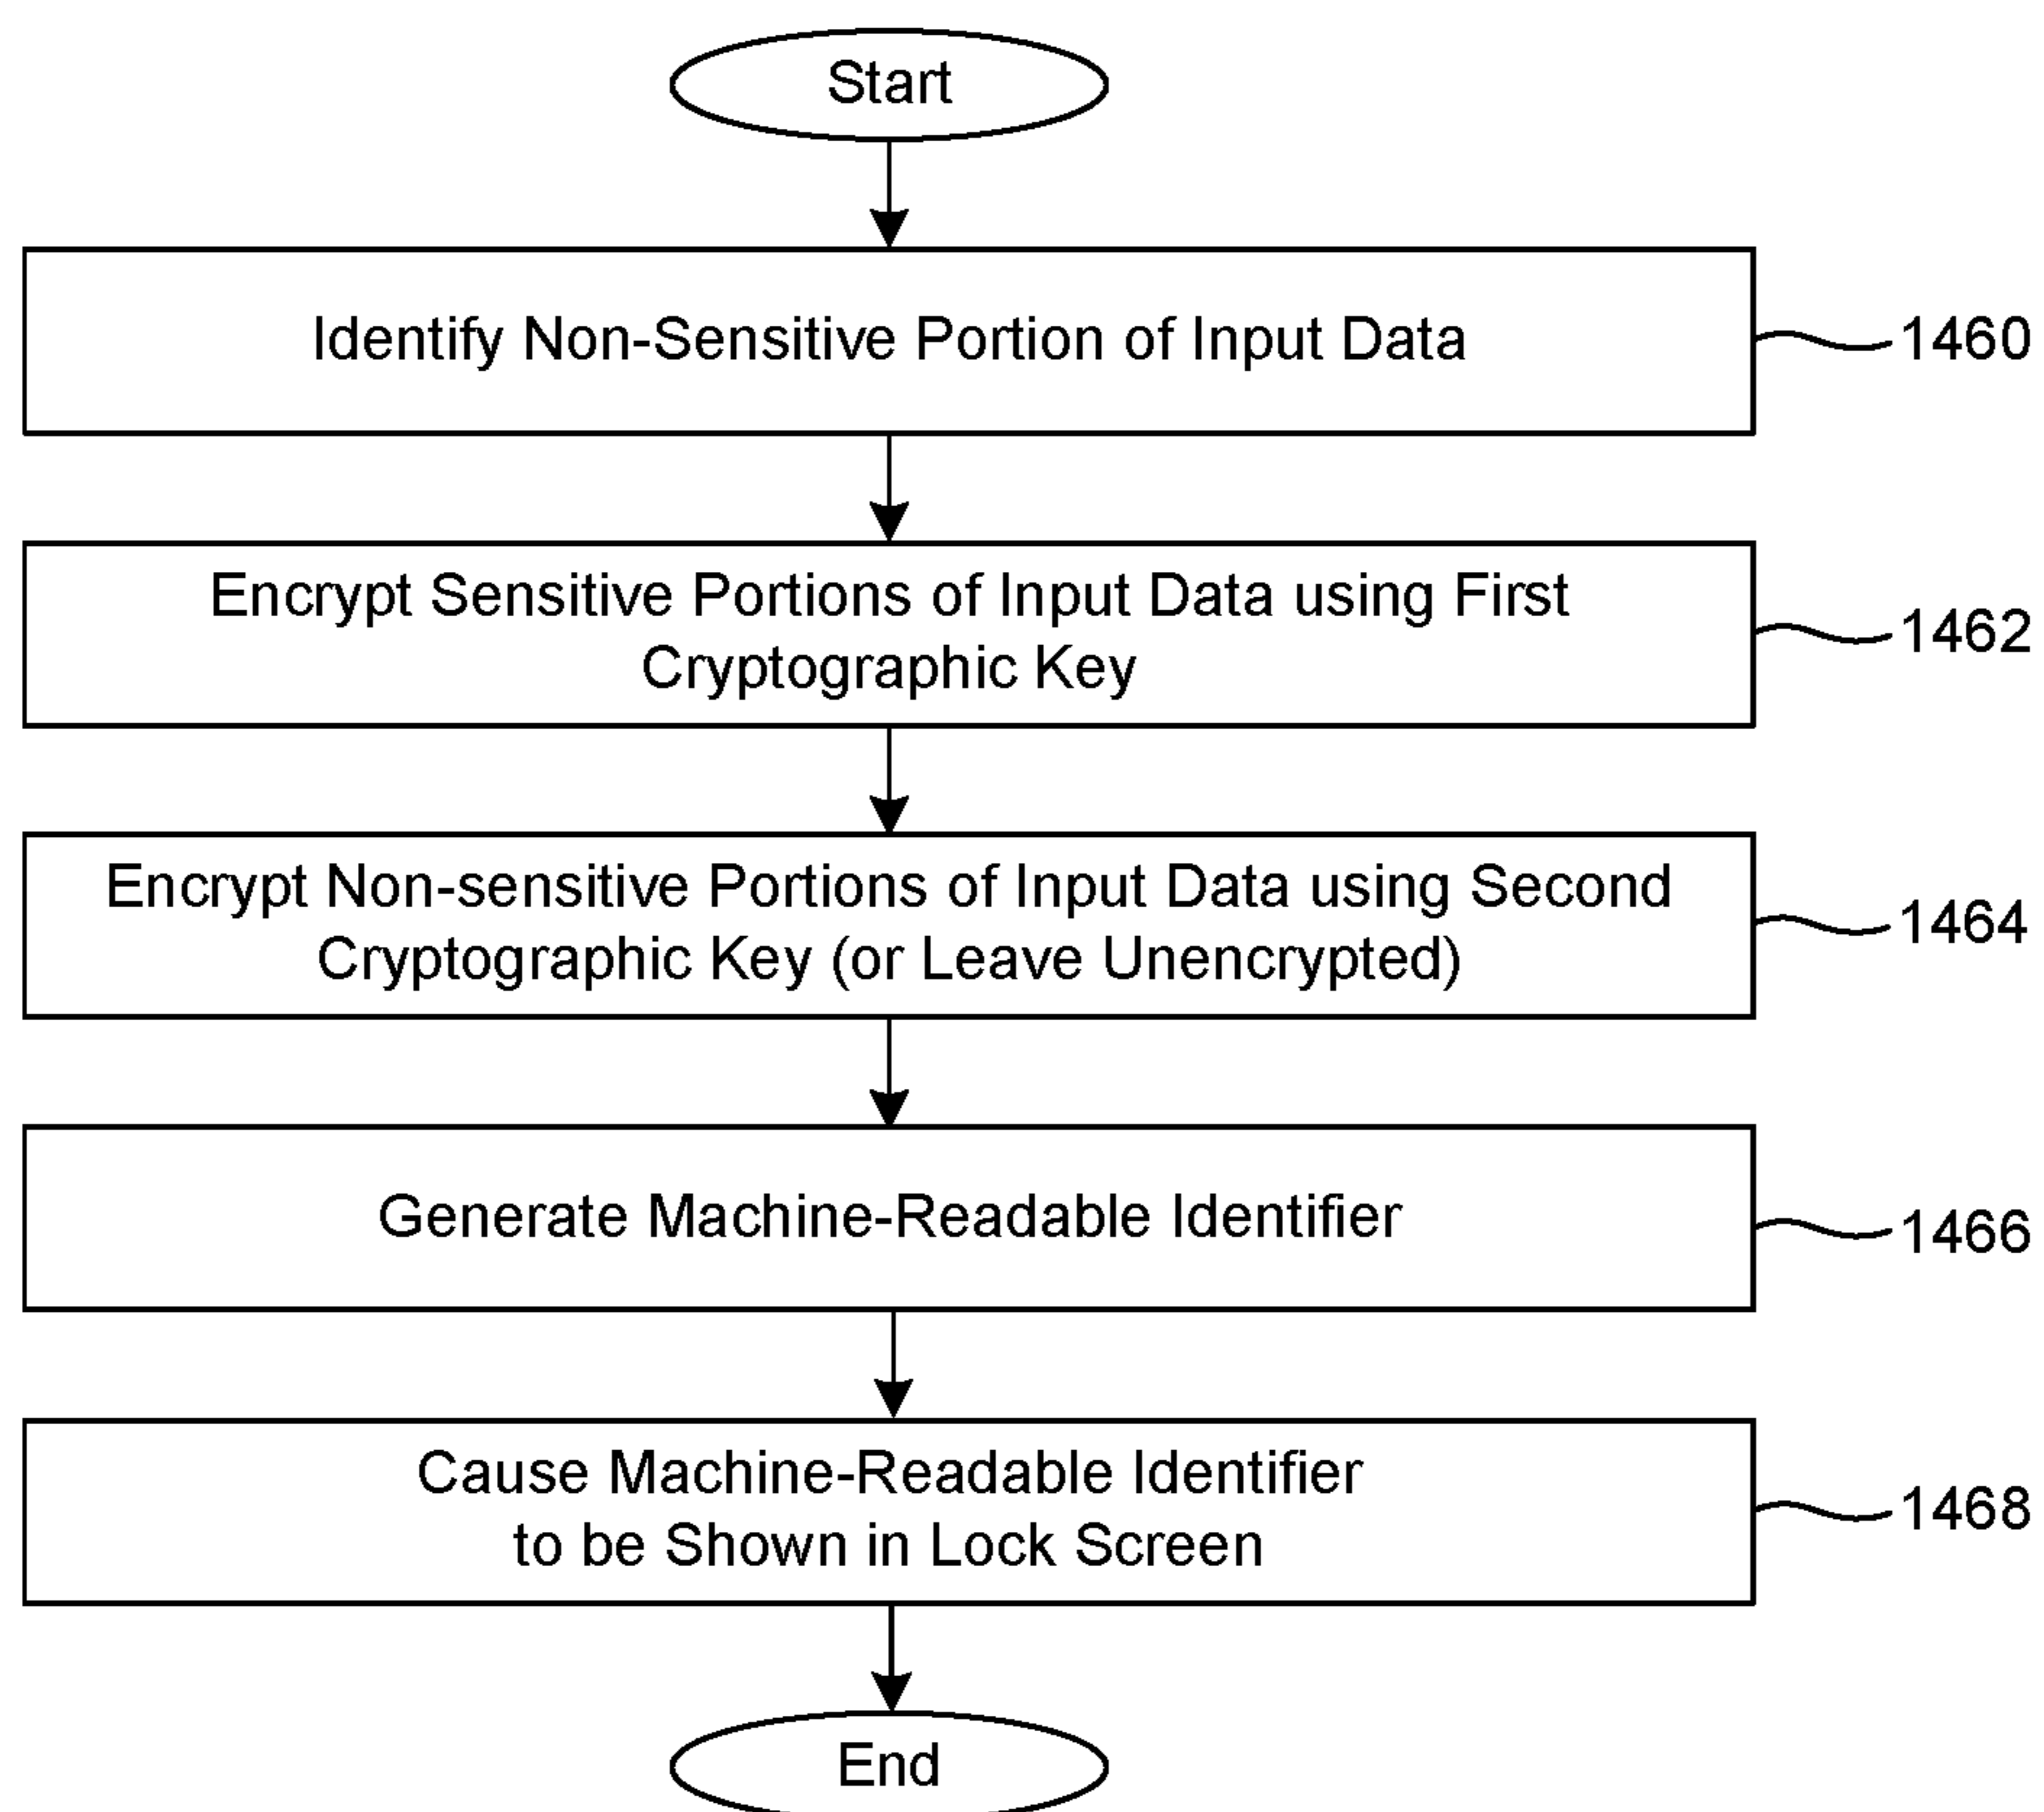 Start
Identify Non-Sensitive Portion of Input Data
1460
Encrypt Sensitive Portions of Input Data using First
Cryptographic Key
1462
Encrypt Non-sensitive Portions of Input Data using Second
Cryptographic Key (or Leave Unencrypted)
1464
Generate Machine-Readable Identifier
1466
Cause Machine-Readable Identifier
to be Shown in Lock Screen
1468
End